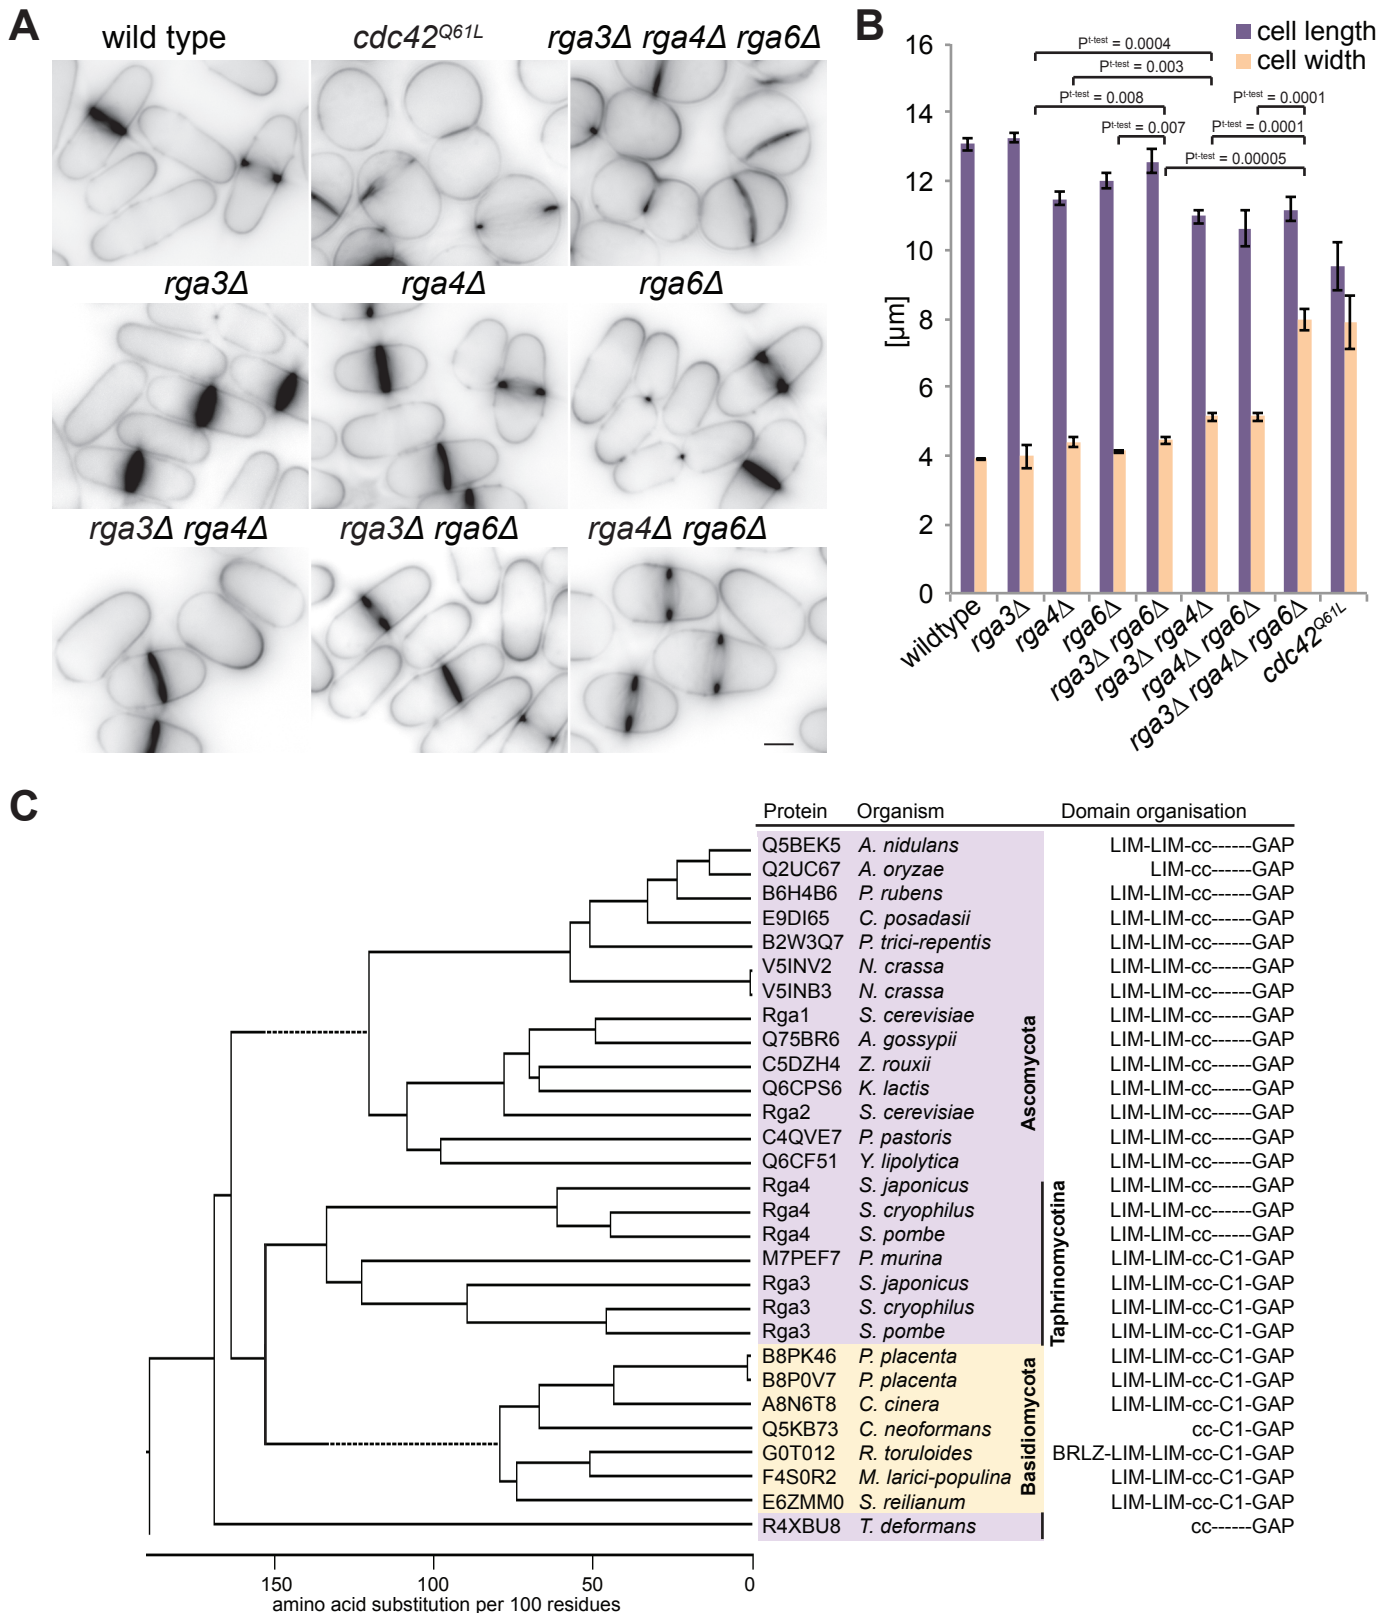 A
wild type
cdc42Q61L
rga3Δ rga4Δ rga6Δ
rga3Δ
rga4Δ
rga6Δ
rga3Δ rga4Δ
rga3Δ rga6Δ
rga4Δ rga6Δ
B
cell length
cell width
16
14
12
10
8
6
4
2
0
[µm]
Pt-test = 0.0004
Pt-test = 0.003
Pt-test = 0.008
Pt-test = 0.0001
Pt-test = 0.007
Pt-test = 0.0001
Pt-test = 0.00005
wildtype
rga3Δ
rga4Δ
rga6Δ
rga3Δ rga6Δ
rga3Δ rga4Δ
rga4Δ rga6Δ
rga3Δ rga4Δ rga6Δ
cdc42Q61L
C
Protein Organism Domain organisation
Q5BEK5 A. nidulans LIM-LIM-cc------GAP
Q2UC67 A. oryzae LIM-cc------GAP
B6H4B6 P. rubens LIM-LIM-cc------GAP
E9DI65 C. posadasii LIM-LIM-cc------GAP
B2W3Q7 P. trici-repentis LIM-LIM-cc------GAP
V5INV2 N. crassa LIM-LIM-cc------GAP
V5INB3 N. crassa LIM-LIM-cc------GAP
Rga1 S. cerevisiae LIM-LIM-cc------GAP
Q75BR6 A. gossypii LIM-LIM-cc------GAP
C5DZH4 Z. rouxii LIM-LIM-cc------GAP
Q6CPS6 K. lactis LIM-LIM-cc------GAP
Rga2 S. cerevisiae LIM-LIM-cc------GAP
C4QVE7 P. pastoris LIM-LIM-cc------GAP
Q6CF51 Y. lipolytica LIM-LIM-cc------GAP
Rga4 S. japonicus LIM-LIM-cc------GAP
Rga4 S. cryophilus LIM-LIM-cc------GAP
Rga4 S. pombe LIM-LIM-cc------GAP
M7PEF7 P. murina LIM-LIM-cc-C1-GAP
Rga3 S. japonicus LIM-LIM-cc-C1-GAP
Rga3 S. cryophilus LIM-LIM-cc-C1-GAP
Rga3 S. pombe LIM-LIM-cc-C1-GAP
B8PK46 P. placenta LIM-LIM-cc-C1-GAP
B8P0V7 P. placenta LIM-LIM-cc-C1-GAP
A8N6T8 C. cinera LIM-LIM-cc-C1-GAP
Q5KB73 C. neoformans cc-C1-GAP
G0T012 R. toruloides BRLZ-LIM-LIM-cc-C1-GAP
F4S0R2 M. larici-populina LIM-LIM-cc-C1-GAP
E6ZMM0 S. reilianum LIM-LIM-cc-C1-GAP
R4XBU8 T. deformans cc------GAP
Ascomycota
Taphrinomycotina
Basidiomycota
150 100 50 0
amino acid substitution per 100 residues